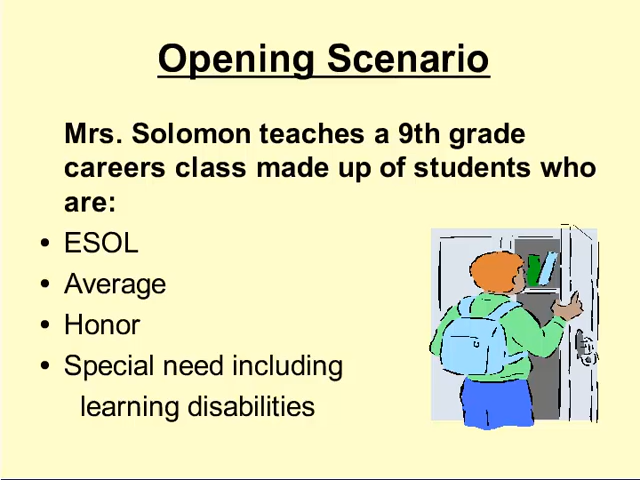 Opening Scenario
Mrs. Solomon teaches a 9th grade
careers class made up of students who
are:
• ESOL
• Average
• Honor
• Special need including
learning disabilities